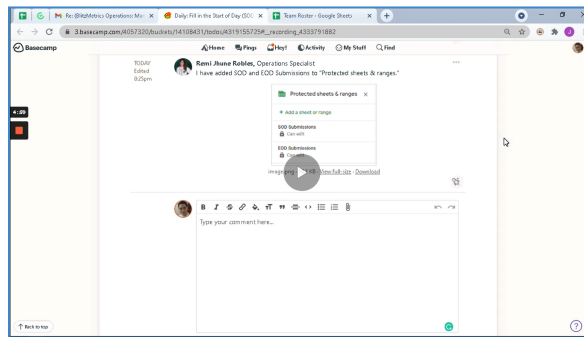 Re: @itzMetrics Operations: Mis
Daily: Fill in the Start of Day (SOD
Team Roster - Google Sheets
3.basecamp.com/4057320/buckets/14108431/todos/4319155725#__recording_4333791882
Basecamp
Home Pings Hey! Activity My Stuff Find
TODAY
Edited
9:25pm
Remi Jhune Robles, Operations Specialist
I have added SOD and EOD Submissions to "Protected sheets & ranges."
Protected sheets & ranges
+ Add a sheet or range
SOD Submissions
Can edit
EOD Submissions
Can edit
4:59
KB · View full-size · Download
B I
Type your comment here...
Back to top